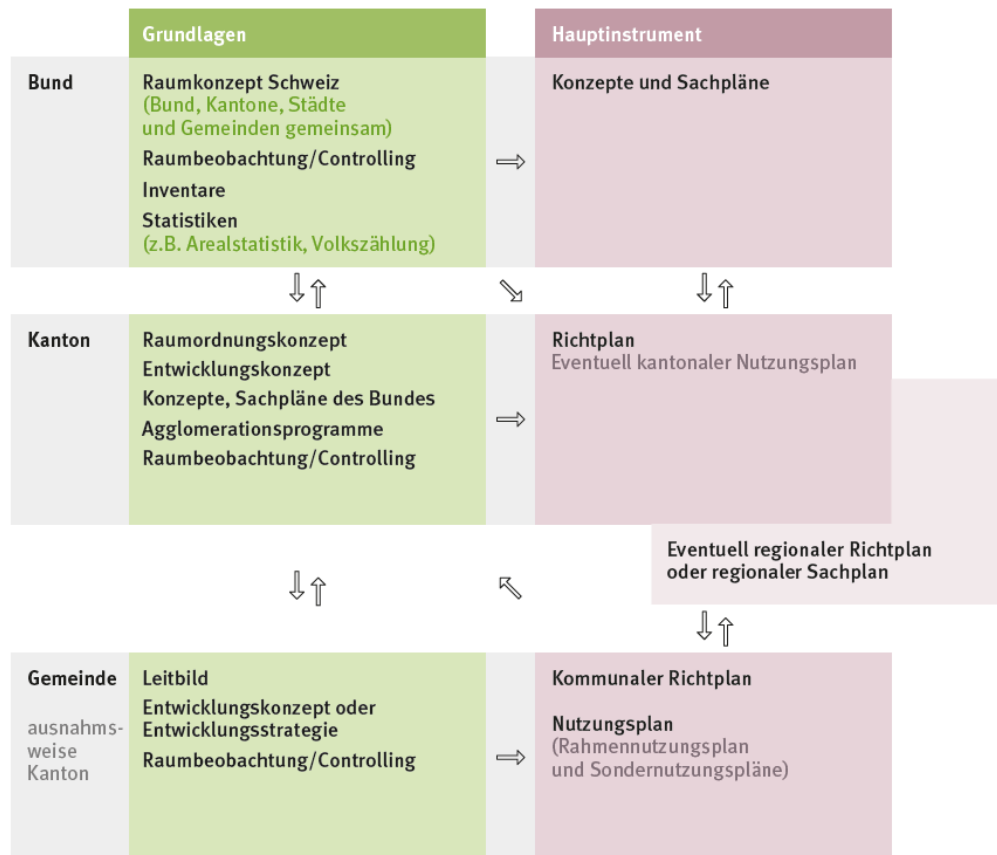 Grundlagen
Hauptinstrument
Bund
Raumkonzept Schweiz
(Bund, Kantone, Städte
und Gemeinden gemeinsam)
Raumbeobachtung/Controlling
Inventare
Statistiken
(z.B. Arealstatistik, Volkszählung)
Konzepte und Sachpläne
Kanton
Raumordnungskonzept
Entwicklungskonzept
Konzepte, Sachpläne des Bundes
Agglomerationsprogramme
Raumbeobachtung/Controlling
Richtplan
Eventuell kantonaler Nutzungsplan
Eventuell regionaler Richtplan
oder regionaler Sachplan
Gemeinde
ausnahms-
weise
Kanton
Leitbild
Entwicklungskonzept oder
Entwicklungsstrategie
Raumbeobachtung/Controlling
Kommunaler Richtplan
Nutzungsplan
(Rahmennutzungsplan
und Sondernutzungspläne)